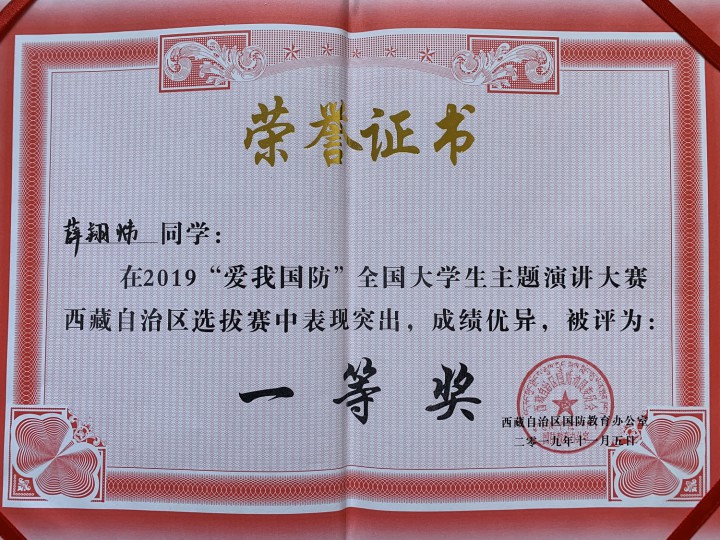 荣誉证书
薛翔炜 同学：
在2019“爱我国防”全国大学生主题演讲大赛
西藏自治区选拔赛中表现突出，成绩优异，被评为：
一等奖
西藏自治区国防教育办公室
二零一九年十一月五日